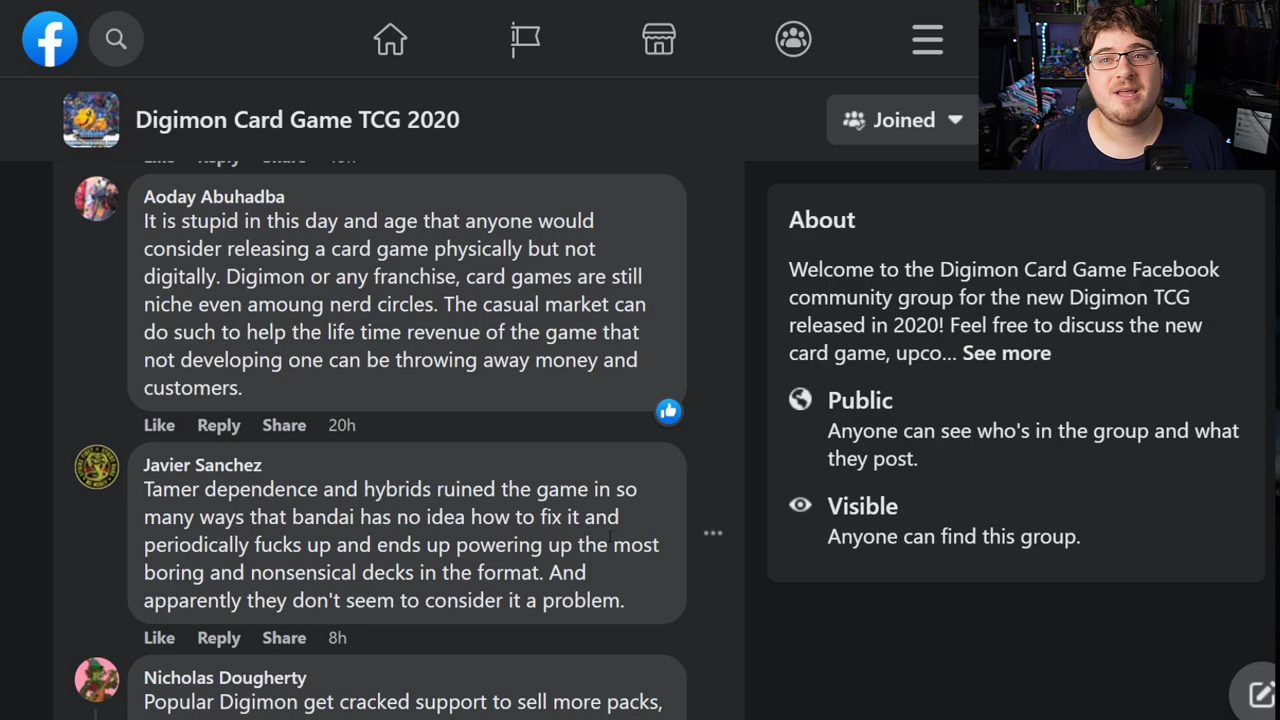 Digimon Card Game TCG 2020
Joined
Like Reply Share
Aoday Abuhadba
It is stupid in this day and age that anyone would
consider releasing a card game physically but not
digitally. Digimon or any franchise, card games are still
niche even amoung nerd circles. The casual market can
do such to help the life time revenue of the game that
not developing one can be throwing away money and
customers.
Like Reply Share 20h
Javier Sanchez
Tamer dependence and hybrids ruined the game in so
many ways that bandai has no idea how to fix it and
periodically fucks up and ends up powering up the most
boring and nonsensical decks in the format. And
apparently they don't seem to consider it a problem.
Like Reply Share 8h
Nicholas Dougherty
Popular Digimon get cracked support to sell more packs,
About
Welcome to the Digimon Card Game Facebook
community group for the new Digimon TCG
released in 2020! Feel free to discuss the new
card game, upco... See more
Public
Anyone can see who's in the group and what
they post.
Visible
Anyone can find this group.